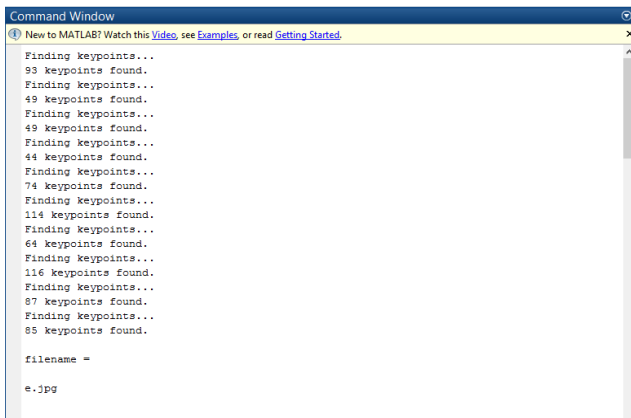 Command Window
New to MATLAB? Watch this Video, see Examples, or read Getting Started.
Finding keypoints...
93 keypoints found.
Finding keypoints...
49 keypoints found.
Finding keypoints...
49 keypoints found.
Finding keypoints...
44 keypoints found.
Finding keypoints...
74 keypoints found.
Finding keypoints...
114 keypoints found.
Finding keypoints...
64 keypoints found.
Finding keypoints...
116 keypoints found.
Finding keypoints...
87 keypoints found.
Finding keypoints...
85 keypoints found.
filename =
e.jpg